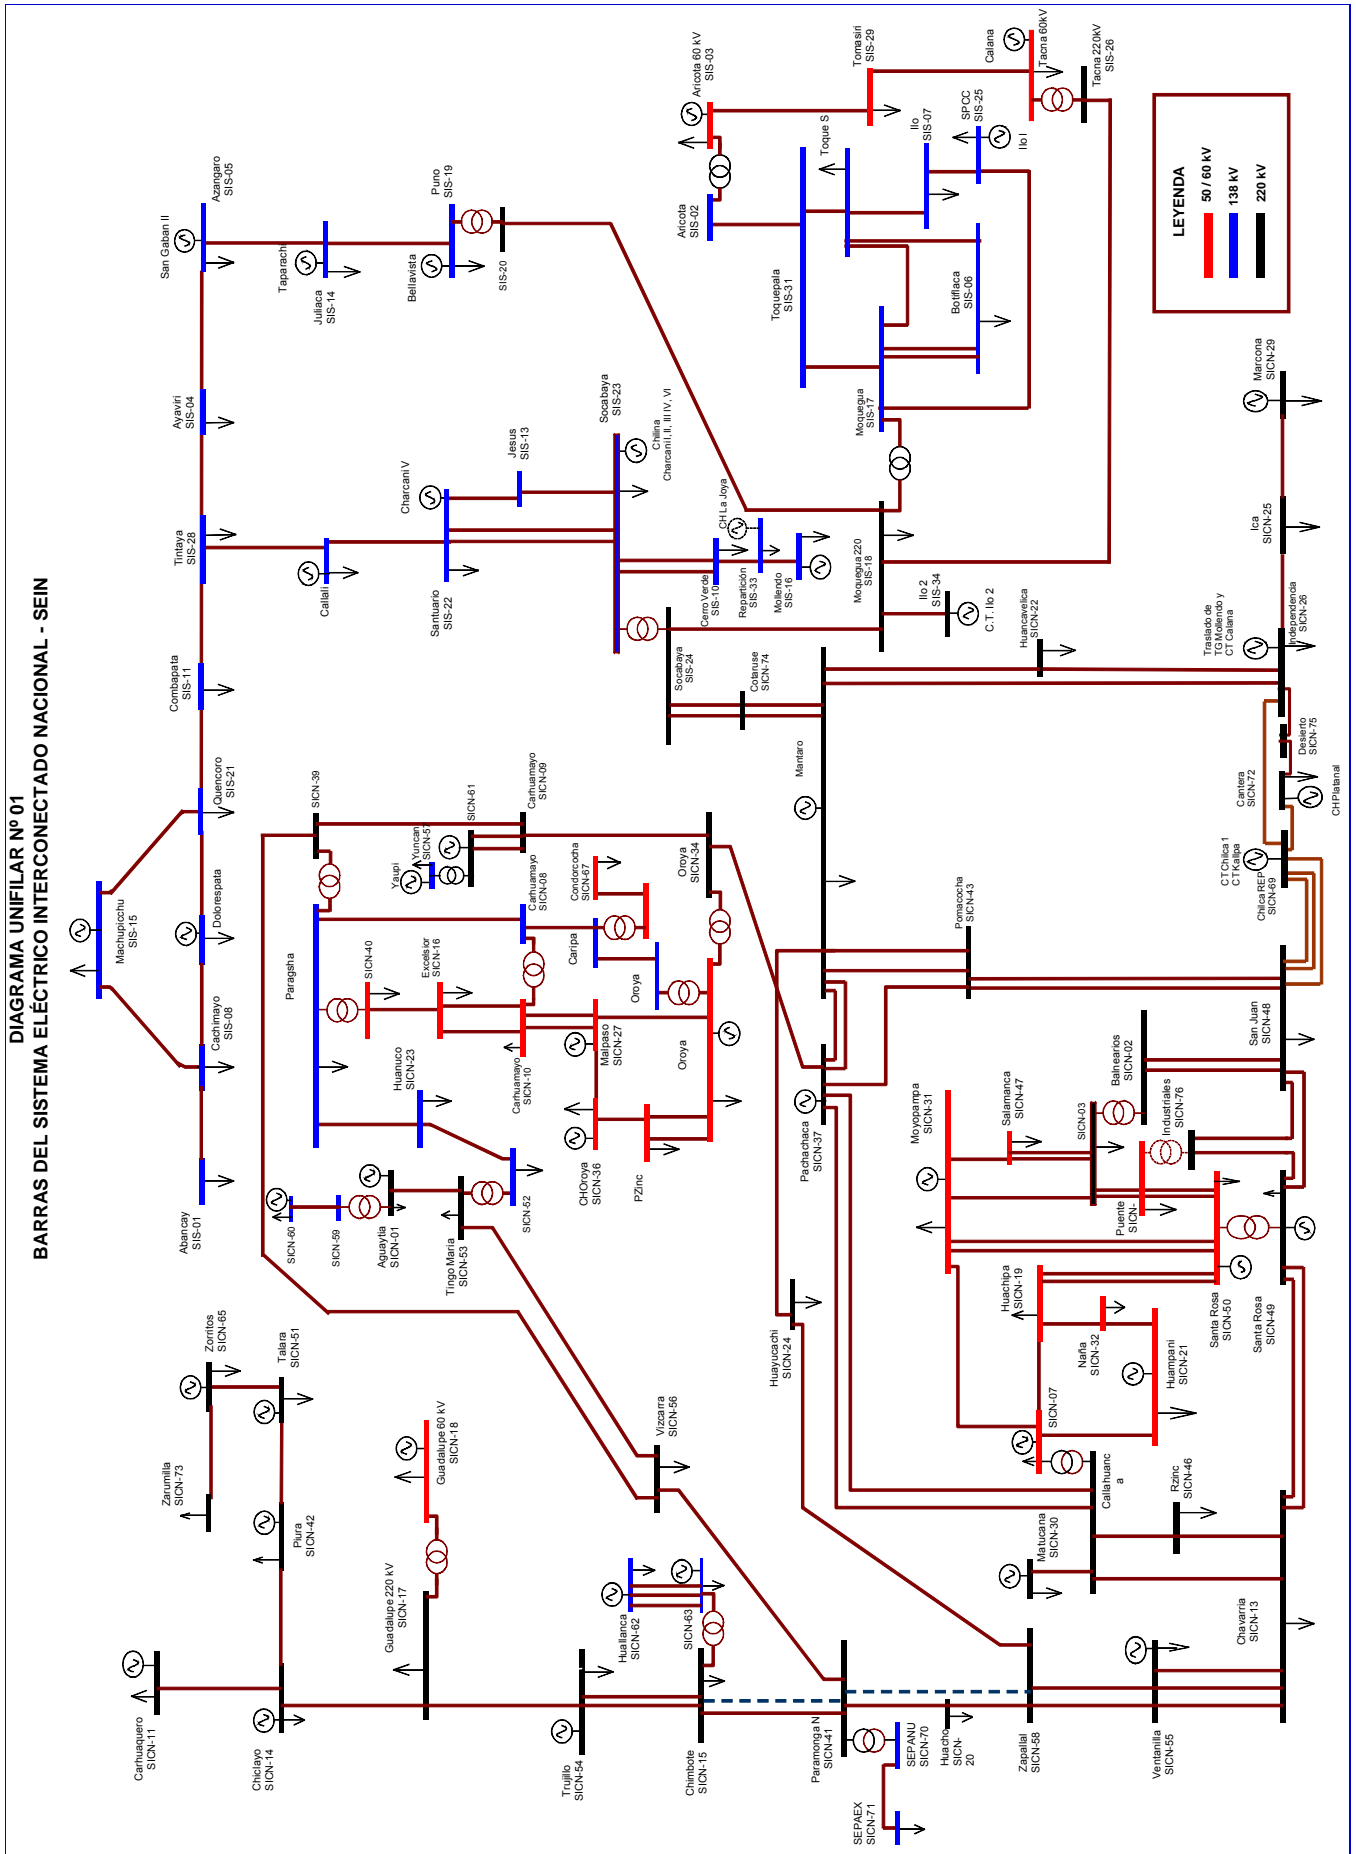 DIAGRAMA UNIFILAR Nº 01
BARRAS DEL SISTEMA ELÉCTRICO INTERCONECTADO NACIONAL - SEIN
Abancay
SIS-01
Cachimayo
SIS-08
Machupicchu
SIS-15
Dolorespata
Quencoro
SIS-21
Combapata
SIS-11
Tintaya
SIS-28
Ayaviri
SIS-04
San Gaban II
Azangaro
SIS-05
Taparachi
Juliaca
SIS-14
Bellavista
Puno
SIS-19
SIS-20
Callalli
Charcani V
Santuario
SIS-22
Jesus
SIS-13
Socabaya
SIS-23
Chilina
Charcani I, II, III IV, VI
Cerro Verde
SIS-10
CH La Joya
Repartición
SIS-33
Mollendo
SIS-16
Socabaya
SIS-24
Cotaruse
SICN-74
Moquegua 220
SIS-18
Ilo 2
SIS-34
C.T. Ilo 2
Moquegua
SIS-17
Botiflaca
SIS-06
Toquepala
SIS-31
Toque S
Ilo
SIS-07
SPCC
SIS-25
Ilo I
Aricota
SIS-02
Aricota 60 kV
SIS-03
Tomasiri
SIS-29
Calana
Tacna 60kV
Tacna 220kV
SIS-26
LEYENDA
50 / 60 kV
138 kV
220 kV
Zorritos
SICN-65
Talara
SICN-51
Zarumilla
SICN-73
Piura
SICN-42
Carhuaquero
SICN-11
Chiclayo
SICN-14
Guadalupe 220 kV
SICN-17
Guadalupe 60 kV
SICN-18
Trujillo
SICN-54
Chimbote
SICN-15
Huallanca
SICN-62
SICN-63
Paramonga N
SICN-41
SEPANU
SICN-70
SEPAEX
SICN-71
Huacho
SICN-
20
Zapallal
SICN-58
Ventanilla
SICN-55
Chavarría
SICN-13
Vizcarra
SICN-56
Tingo María
SICN-53
Aguaytia
SICN-01
SICN-59
SICN-60
SICN-52
Huanuco
SICN-23
Paragsha
SICN-39
SICN-40
Excelsior
SICN-16
Carhuamayo
SICN-10
Carhuamayo
SICN-08
Carhuamayo
SICN-09
SICN-61
Yuncan
SICN-57
Yaupi
Caripa
Condorcocha
SICN-67
Oroya
Malpaso
SICN-27
CHOroya
SICN-36
PZinc
Oroya
Oroya
SICN-34
Mantaro
Huancavelica
SICN-22
Pachachaca
SICN-37
Pomacocha
SICN-43
Huayucachi
SICN-24
Callahuanc
a
SICN-07
Matucana
SICN-30
Rzinc
SICN-46
Huachipa
SICN-19
Naña
SICN-32
Huampani
SICN-21
Moyopampa
SICN-31
Salamanca
SICN-47
SICN-03
Balnearios
SICN-02
Puente
SICN-
Industriales
SICN-76
Santa Rosa
SICN-50
Santa Rosa
SICN-49
San Juan
SICN-48
CT Chilca1
CT Kallpa
Chilca REP
SICN-69
Cantera
SICN-72
CH Platanal
Desierto
SICN-75
Traslado de
TG Mollendo y
CT Calana
Independencia
SICN-26
Ica
SICN-25
Marcona
SICN-29